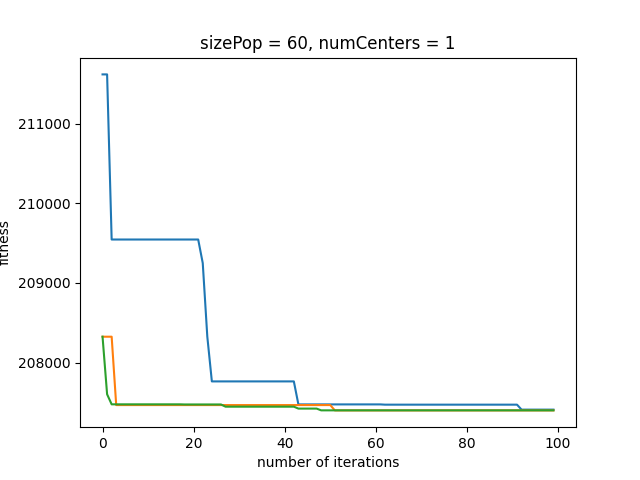 sizePop = 60, numCenters = 1
211000
210000
209000
208000
fitness
0 20 40 60 80 100
number of iterations